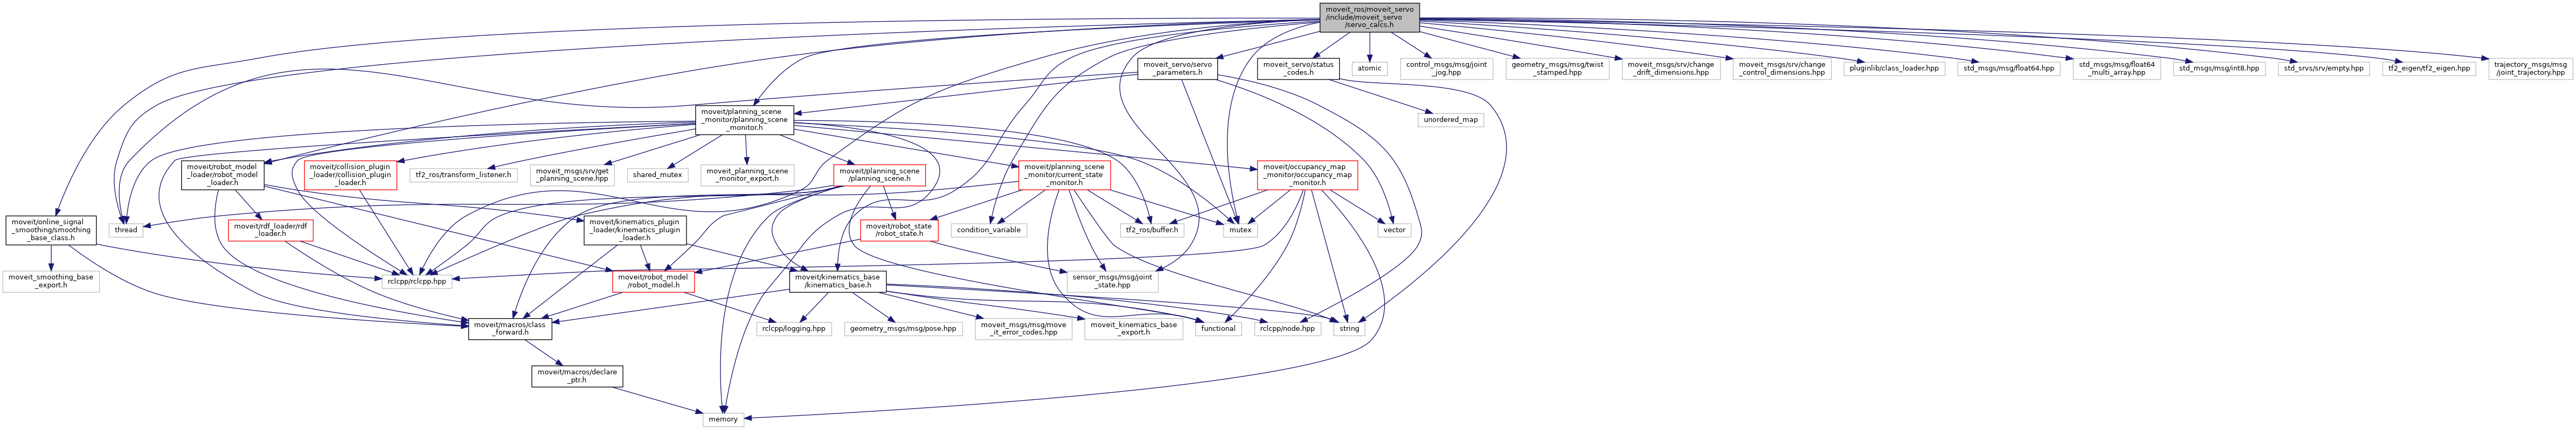 moveit_ros/moveit_servo
/include/moveit_servo
/servo_calcs.h
moveit_servo/servo
_parameters.h
moveit_servo/status
_codes.h
atomic
control_msgs/msg/joint
_jog.hpp
geometry_msgs/msg/twist
_stamped.hpp
moveit_msgs/srv/change
_drift_dimensions.hpp
moveit_msgs/srv/change
_control_dimensions.hpp
pluginlib/class_loader.hpp
std_msgs/msg/float64.hpp
std_msgs/msg/float64
_multi_array.hpp
std_msgs/msg/int8.hpp
std_srvs/srv/empty.hpp
tf2_eigen/tf2_eigen.hpp
trajectory_msgs/msg
/joint_trajectory.hpp
moveit/planning_scene
_monitor/planning_scene
_monitor.h
unordered_map
moveit/robot_model
_loader/robot_model
_loader.h
moveit/collision_plugin
_loader/collision_plugin
_loader.h
tf2_ros/transform_listener.h
moveit_msgs/srv/get
_planning_scene.hpp
shared_mutex
moveit_planning_scene
_monitor_export.h
moveit/planning_scene
/planning_scene.h
moveit/planning_scene
_monitor/current_state
_monitor.h
moveit/occupancy_map
_monitor/occupancy_map
_monitor.h
moveit/online_signal
_smoothing/smoothing
_base_class.h
thread
moveit/rdf_loader/rdf
_loader.h
moveit/kinematics_plugin
_loader/kinematics_plugin
_loader.h
moveit/robot_state
/robot_state.h
condition_variable
tf2_ros/buffer.h
mutex
vector
moveit_smoothing_base
_export.h
rclcpp/rclcpp.hpp
moveit/robot_model
/robot_model.h
moveit/kinematics_base
/kinematics_base.h
sensor_msgs/msg/joint
_state.hpp
moveit/macros/class
_forward.h
rclcpp/logging.hpp
geometry_msgs/msg/pose.hpp
moveit_msgs/msg/move
_it_error_codes.hpp
moveit_kinematics_base
_export.h
functional
rclcpp/node.hpp
string
moveit/macros/declare
_ptr.h
memory